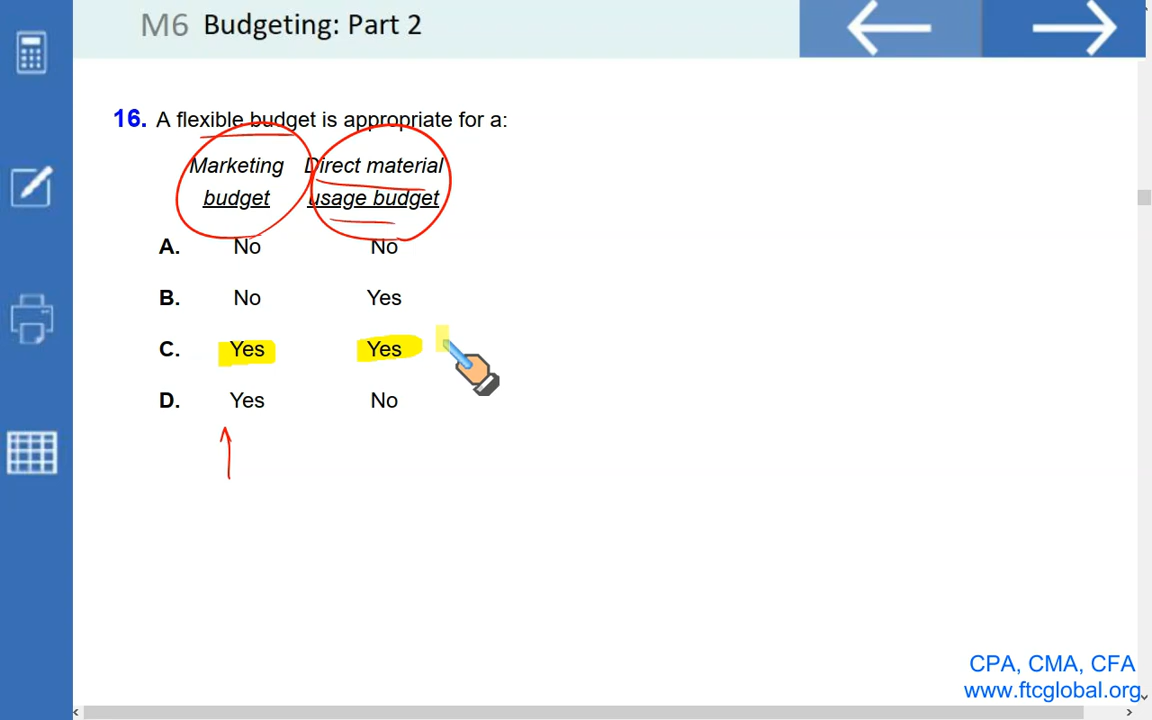 M6 Budgeting: Part 2
16. A flexible budget is appropriate for a:
Marketing Direct material
budget usage budget
A. No No
B. No Yes
C. Yes Yes
D. Yes No
CPA, CMA, CFA
www.ftcglobal.org